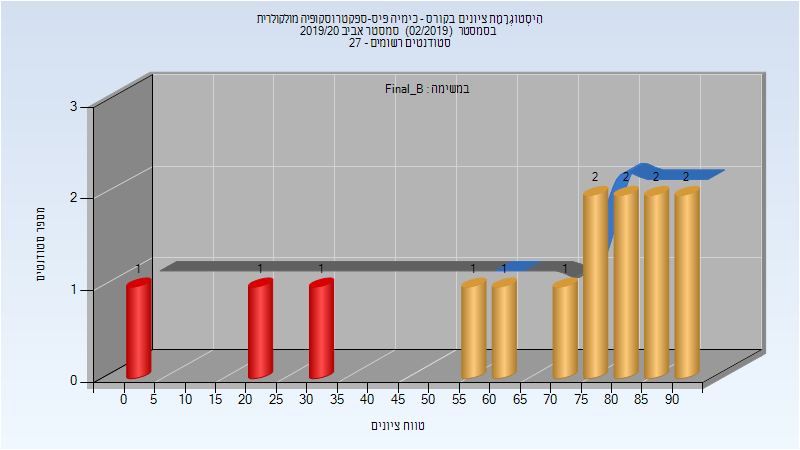 היסטוגרמת ציונים בקורס - כימיה פיס-ספקטרוסקופיה מולקולרית
בסמסטר (02/2019) סמסטר אביב 2019/20
סטודנטים רשומים - 27
במשימה : Final_B
מספר סטודנטים
3
2
1
0
1 1 1 1 1 1 2 2 2 2
0 5 10 15 20 25 30 35 40 45 50 55 60 65 70 75 80 85 90
טווח ציונים